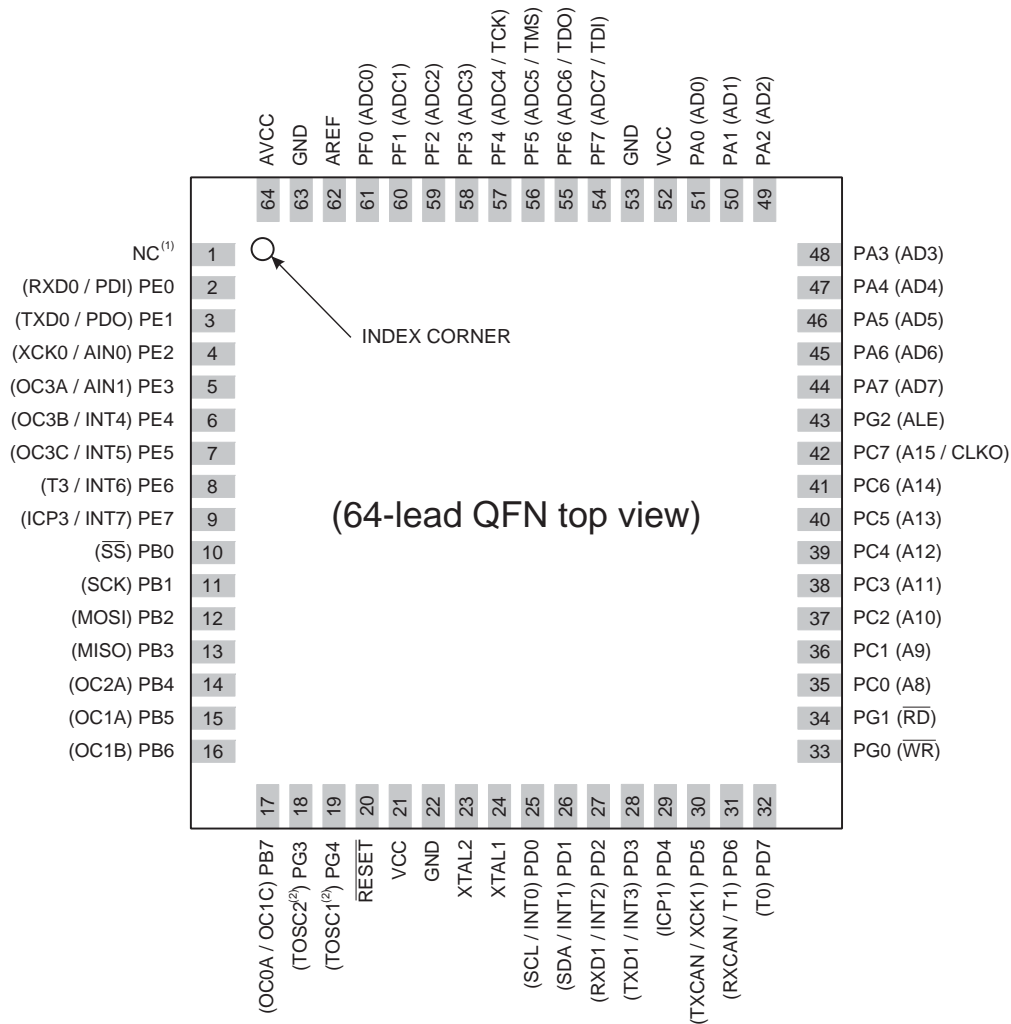 AVCC
GND
AREF
PF0 (ADC0)
PF1 (ADC1)
PF2 (ADC2)
PF3 (ADC3)
PF4 (ADC4 / TCK)
PF5 (ADC5 / TMS)
PF6 (ADC6 / TDO)
PF7 (ADC7 / TDI)
GND
VCC
PA0 (AD0)
PA1 (AD1)
PA2 (AD2)
64
63
62
61
60
59
58
57
56
55
54
53
52
51
50
49
NC(1) 1
(RXD0 / PDI) PE0 2
(TXD0 / PDO) PE1 3
(XCK0 / AIN0) PE2 4
(OC3A / AIN1) PE3 5
(OC3B / INT4) PE4 6
(OC3C / INT5) PE5 7
(T3 / INT6) PE6 8
(ICP3 / INT7) PE7 9
(SS) PB0 10
(SCK) PB1 11
(MOSI) PB2 12
(MISO) PB3 13
(OC2A) PB4 14
(OC1A) PB5 15
(OC1B) PB6 16
INDEX CORNER
(64-lead QFN top view)
48 PA3 (AD3)
47 PA4 (AD4)
46 PA5 (AD5)
45 PA6 (AD6)
44 PA7 (AD7)
43 PG2 (ALE)
42 PC7 (A15 / CLKO)
41 PC6 (A14)
40 PC5 (A13)
39 PC4 (A12)
38 PC3 (A11)
37 PC2 (A10)
36 PC1 (A9)
35 PC0 (A8)
34 PG1 (RD)
33 PG0 (WR)
17
18
19
20
21
22
23
24
25
26
27
28
29
30
31
32
(OC0A / OC1C) PB7
(TOSC2(2)) PG3
(TOSC1(2)) PG4
RESET
VCC
GND
XTAL2
XTAL1
(SCL / INT0) PD0
(SDA / INT1) PD1
(RXD1 / INT2) PD2
(TXD1 / INT3) PD3
(ICP1) PD4
(TXCAN / XCK1) PD5
(RXCAN / T1) PD6
(T0) PD7